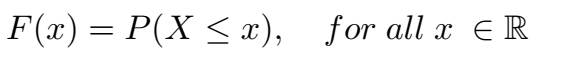 F(x) = P(X ≤ x), for all x ∈ ℝ